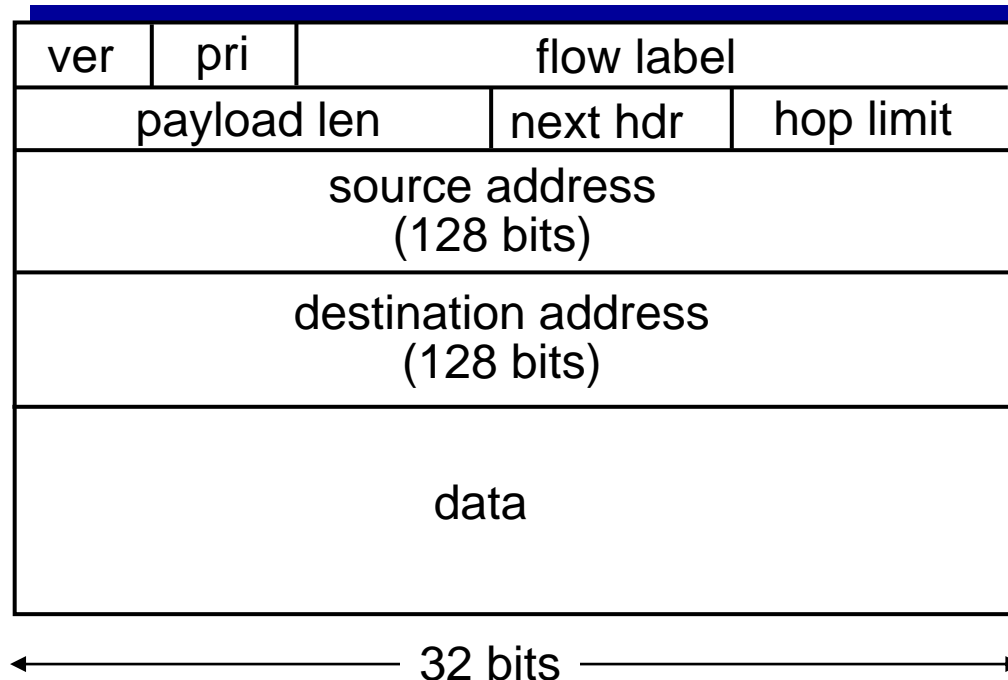 ver pri flow label
payload len next hdr hop limit
source address
(128 bits)
destination address
(128 bits)
data
32 bits